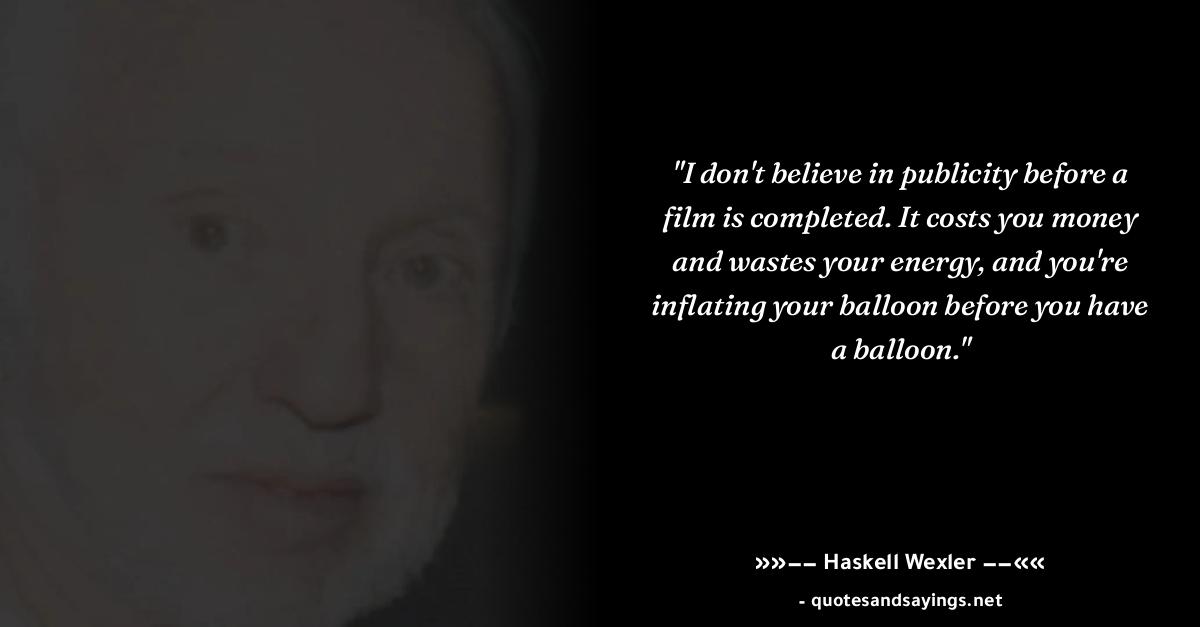 "I don't believe in publicity before a
film is completed. It costs you money
and wastes your energy, and you're
inflating your balloon before you have
a balloon."
»»–– Haskell Wexler ––««
- quotesandsayings.net